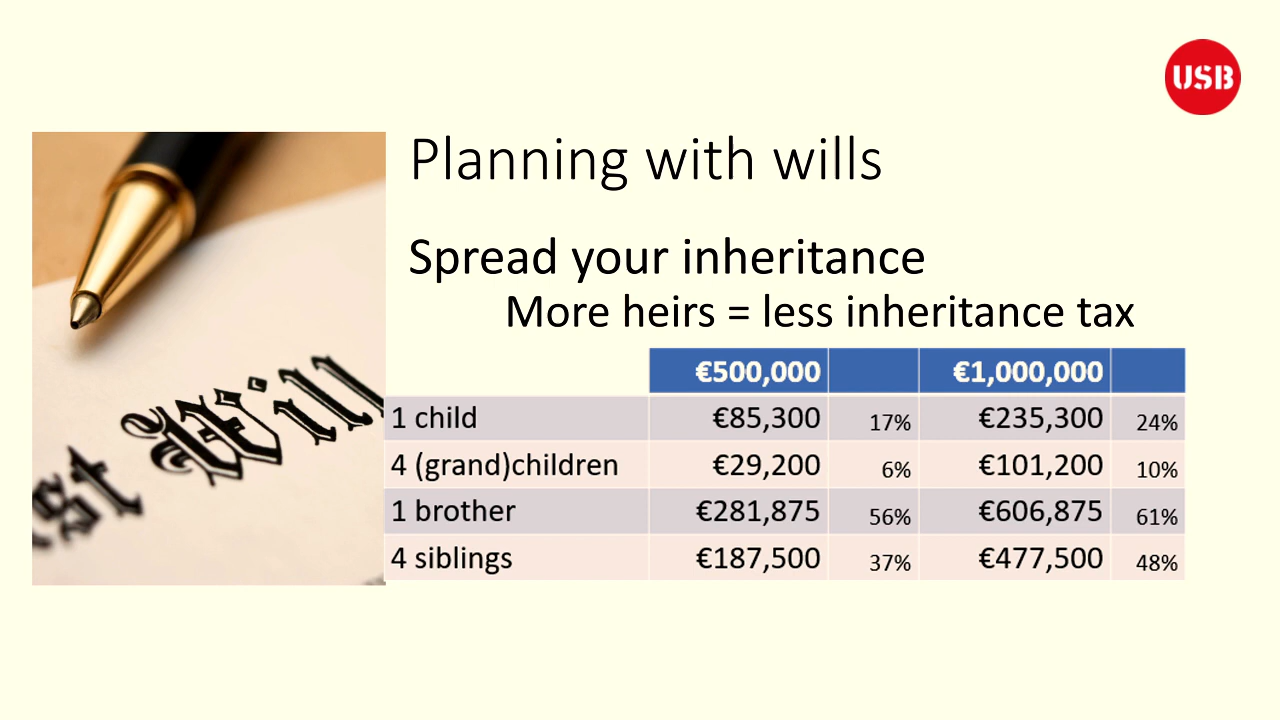 USB
Planning with wills
Spread your inheritance
More heirs = less inheritance tax
€500,000 €1,000,000
1 child €85,300 17% €235,300 24%
4 (grand)children €29,200 6% €101,200 10%
1 brother €281,875 56% €606,875 61%
4 siblings €187,500 37% €477,500 48%
st Will